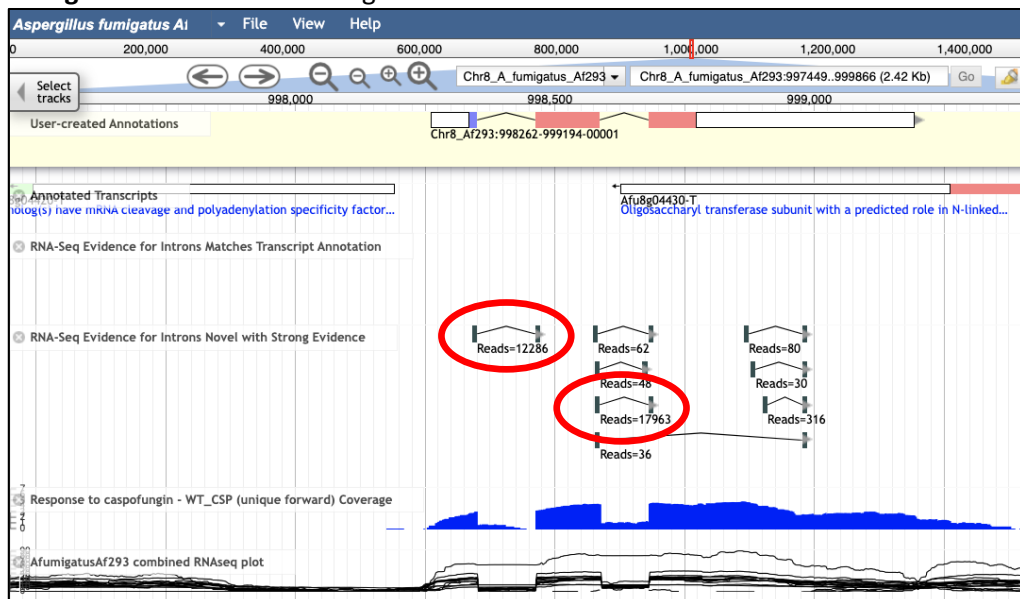 Aspergillus fumigatus A1 File View Help
0 200,000 400,000 600,000 800,000 1,000,000 1,200,000 1,400,000
Select tracks
Chr8_A_fumigatus_Af293 Chr8_A_fumigatus_Af293:997449..999866 (2.42 Kb) Go
998,000 998,500 999,000
User-created Annotations
Chr8_Af293:998262-999194-00001
Annotated Transcripts
Afu8g04430-T
nolog(s) have mRNA cleavage and polyadenylation specificity factor...
Oligosaccharyl transferase subunit with a predicted role in N-linked...
RNA-Seq Evidence for Introns Matches Transcript Annotation
RNA-Seq Evidence for Introns Novel with Strong Evidence
Reads=12286 Reads=62 Reads=80
Reads=48 Reads=30
Reads=17963 Reads=316
Reads=36
Response to caspofungin - WT_CSP (unique forward) Coverage
AfumigatusAf293 combined RNAseq plot